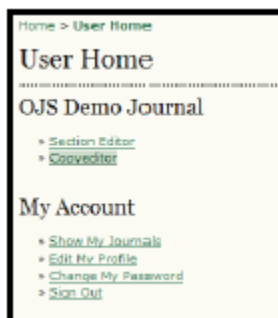 Home > User Home
User Home
OJS Demo Journal
» Section Editor
» Copyeditor
My Account
» Show My Journals
» Edit My Profile
» Change My Password
» Sign Out